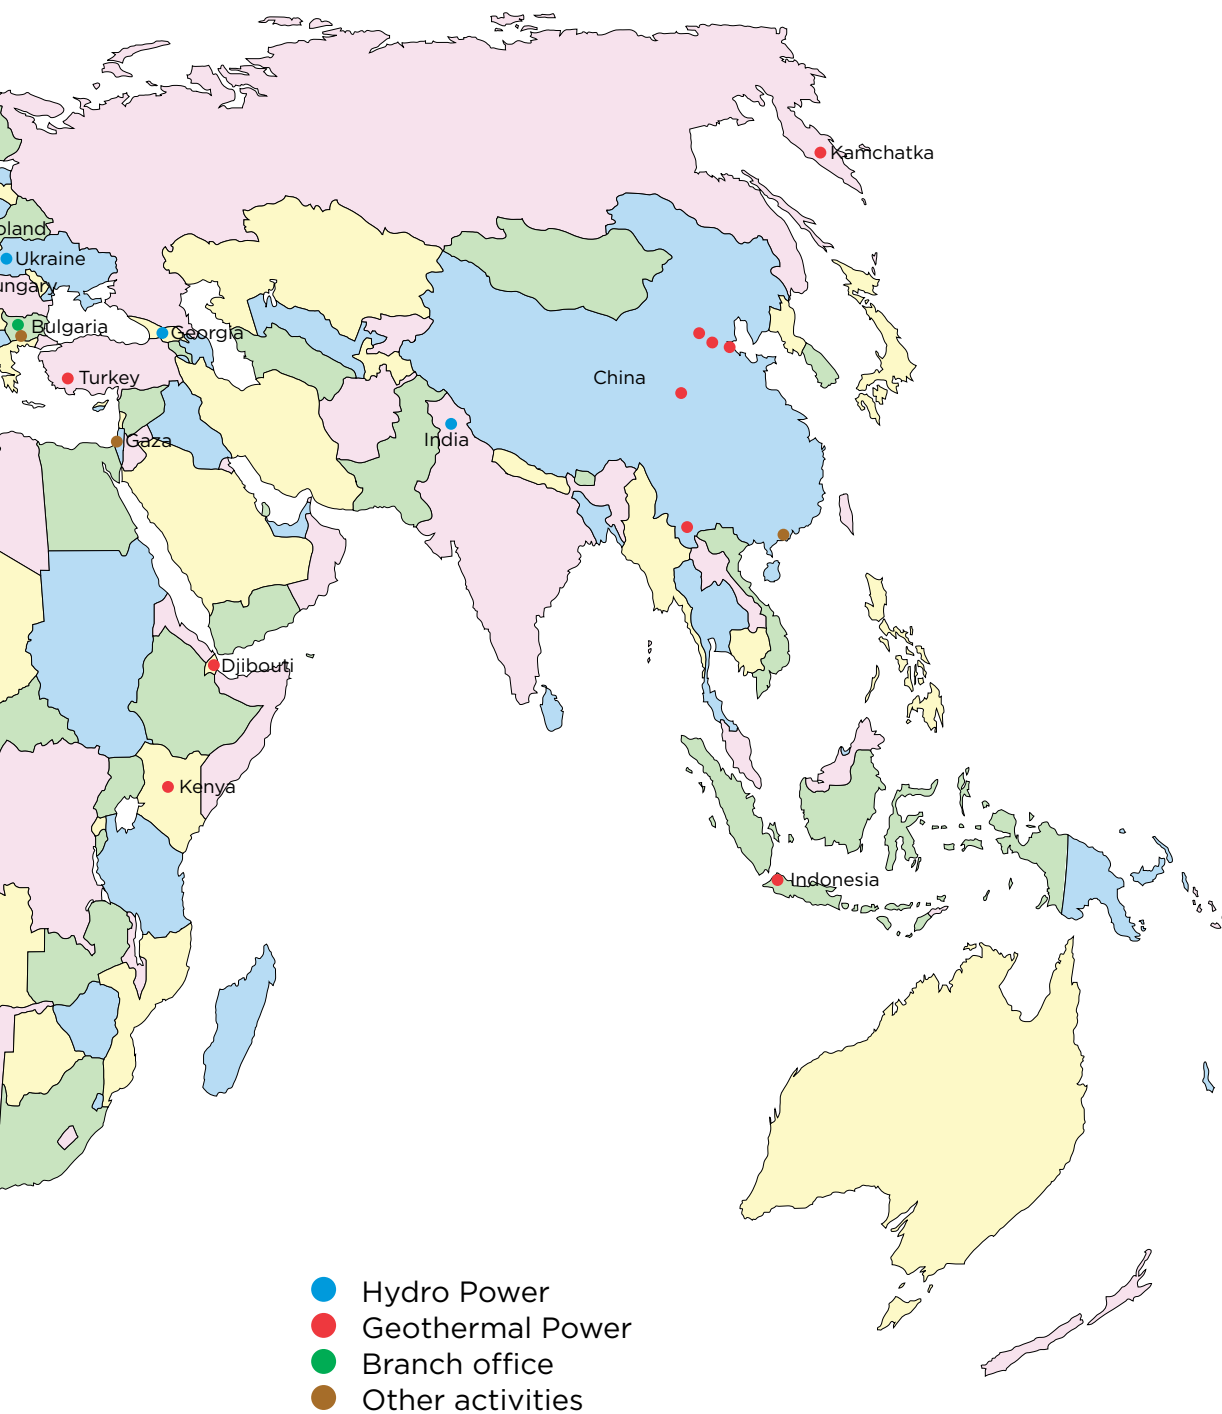 Kamchatka
oland
Ukraine
ungary
Bulgaria
Georgia
Turkey
China
Gaza
India
Djibouti
Kenya
Indonesia
Hydro Power
Geothermal Power
Branch office
Other activities